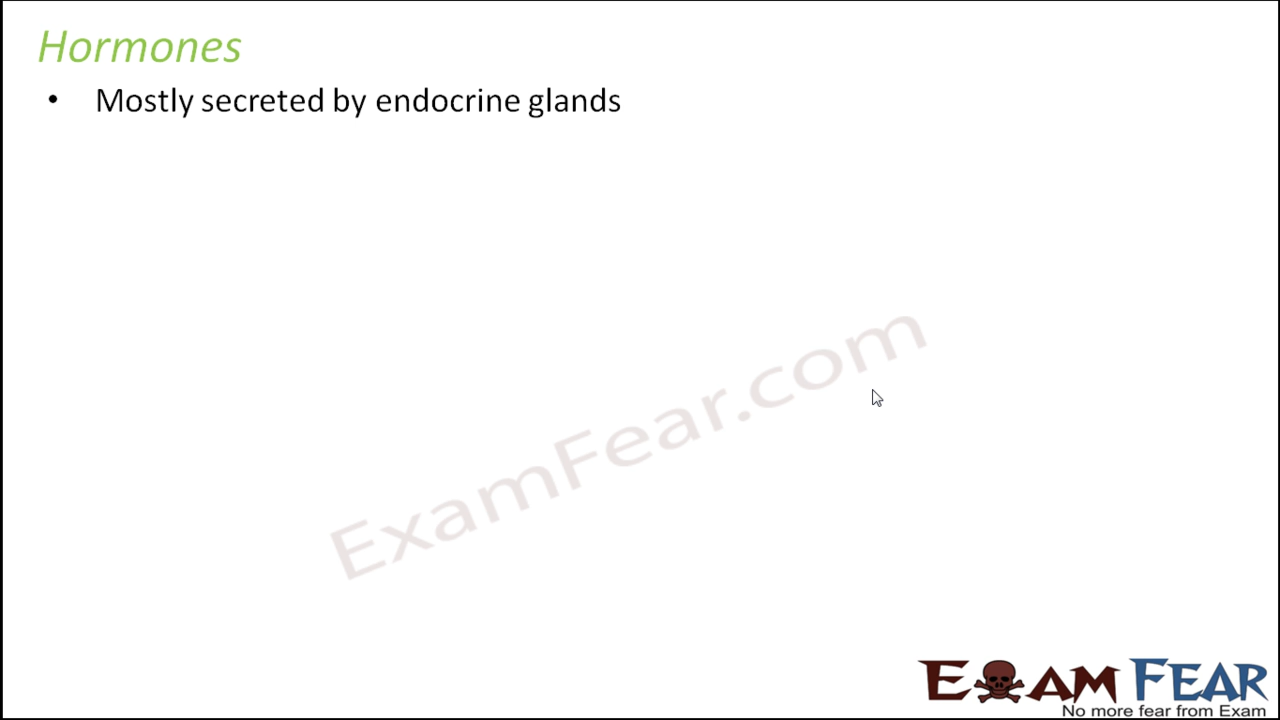 Hormones
• Mostly secreted by endocrine glands
ExamFear.com
EXAM FEAR
No more fear from Exam